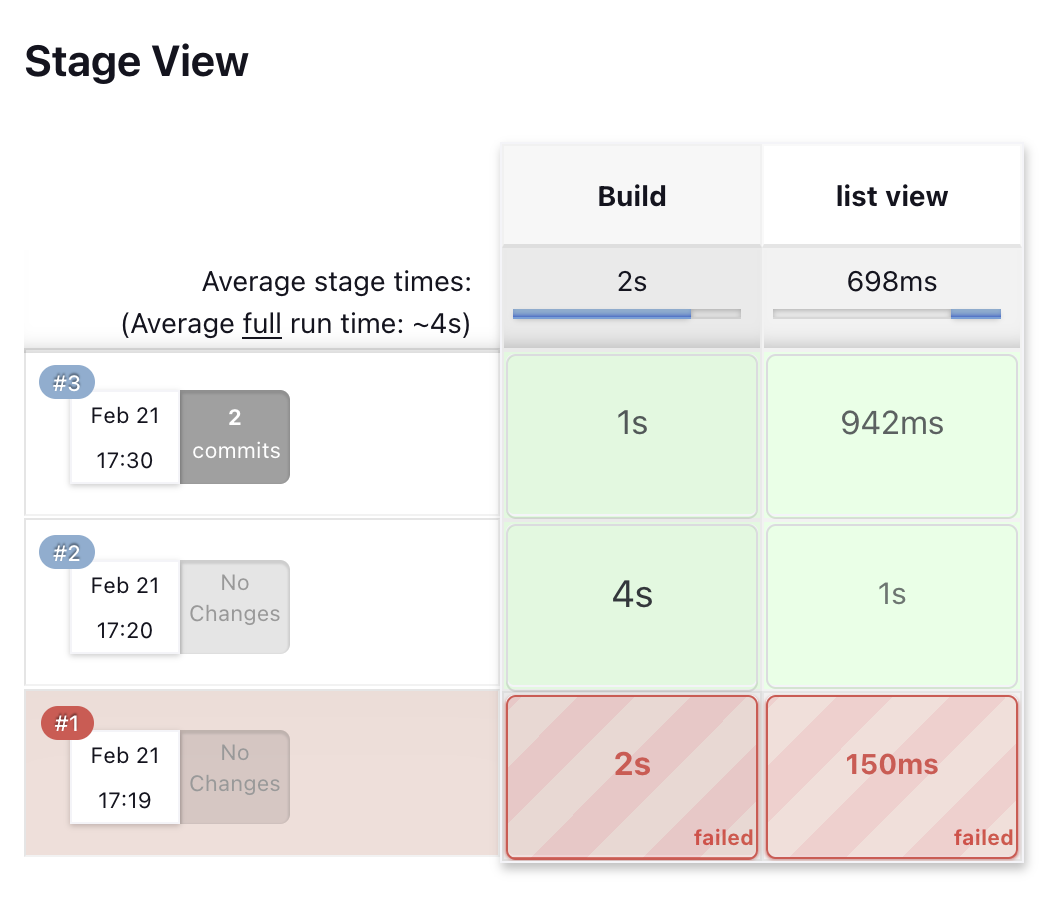 Stage View
Build
list view
Average stage times:
2s
698ms
(Average full run time: ~4s)
#3
Feb 21
2
17:30
commits
1s
942ms
#2
Feb 21
No
17:20
Changes
4s
1s
#1
Feb 21
No
17:19
Changes
2s
150ms
failed
failed